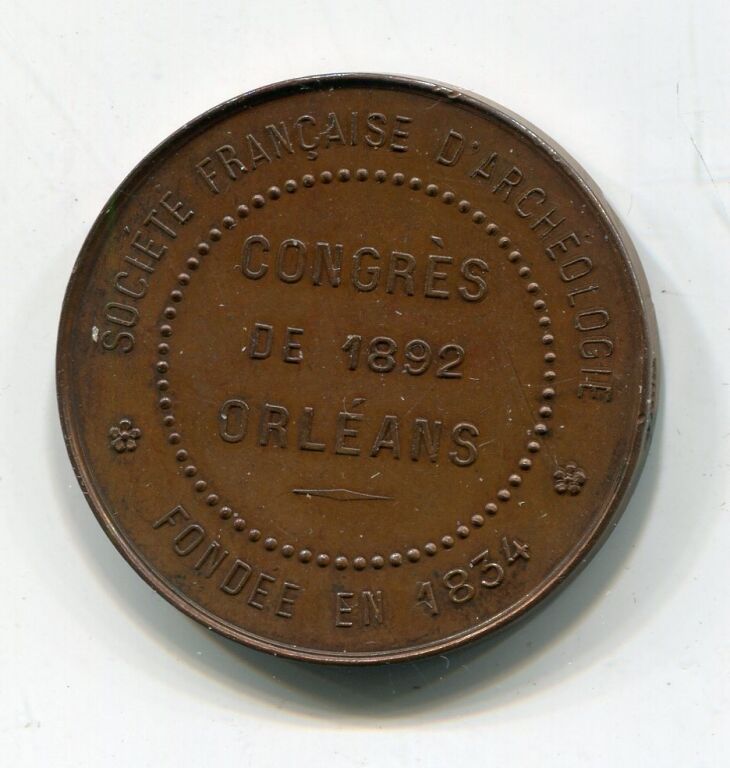 SOCIÉTÉ FRANÇAISE D'ARCHÉOLOGIE
CONGRÈS
DE 1892
ORLÉANS
FONDÉE EN 1834